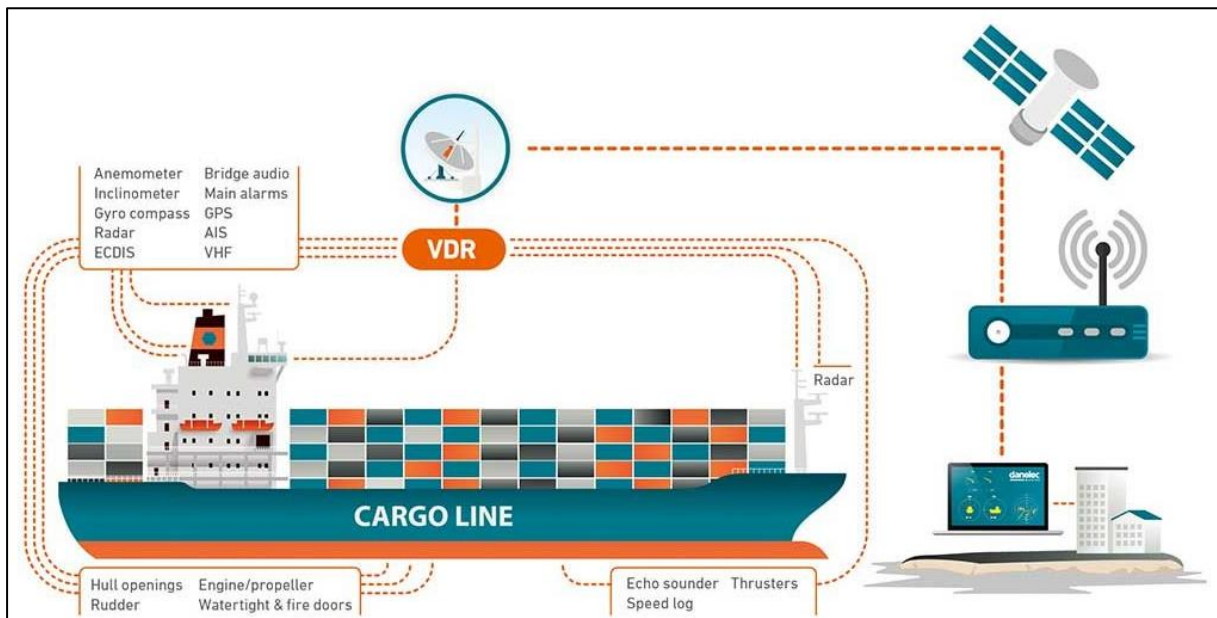 Anemometer Bridge audio
Inclinometer Main alarms
Gyro compass GPS
Radar AIS
ECDIS VHF
VDR
Radar
danelec
CARGO LINE
Hull openings Engine/propeller
Rudder Watertight & fire doors
Echo sounder Thrusters
Speed log